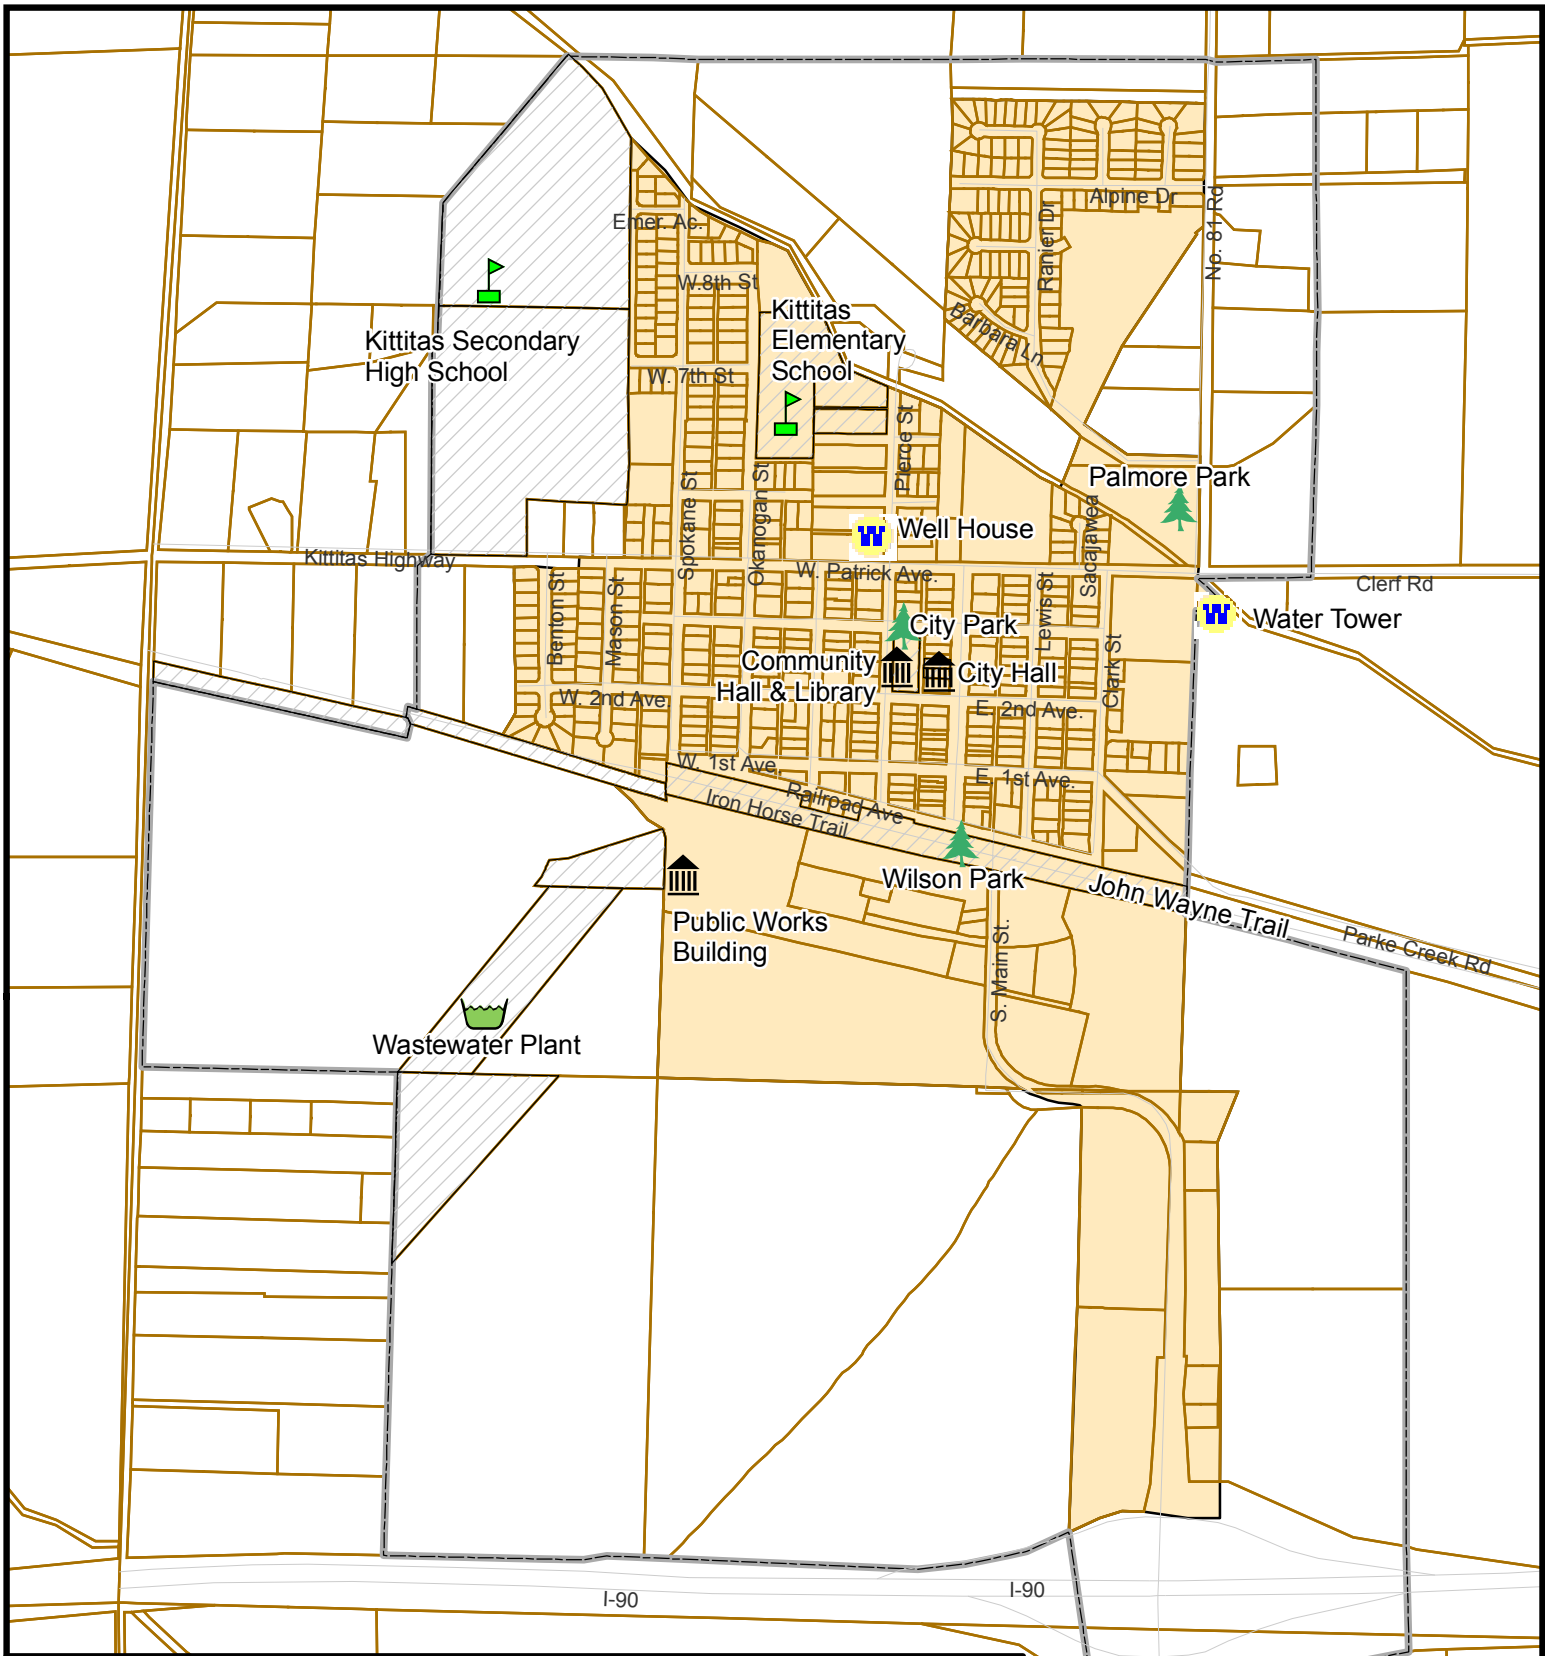 Alpine Dr
No. 81 Rd
Ranier Dr
Emer. Ac.
W.8th St
Kittitas
Elementary
School
Barbara Ln
Kittitas Secondary
High School
W. 7th St
Pierce St
Palmore Park
Spokane St
Okanogan St
Sacajawea
Well House
Kittitas Highway
W. Patrick Ave.
Clerf Rd
Benton St
Mason St
Lewis St
Water Tower
City Park
Community
Hall & Library
City Hall
Clark St
W. 2nd Ave.
E. 2nd Ave.
W. 1st Ave.
E. 1st Ave.
Railroad Ave
Iron Horse Trail
Wilson Park
John Wayne Trail
Public Works
Building
Parke Creek Rd
S. Main St.
Wastewater Plant
I-90
I-90